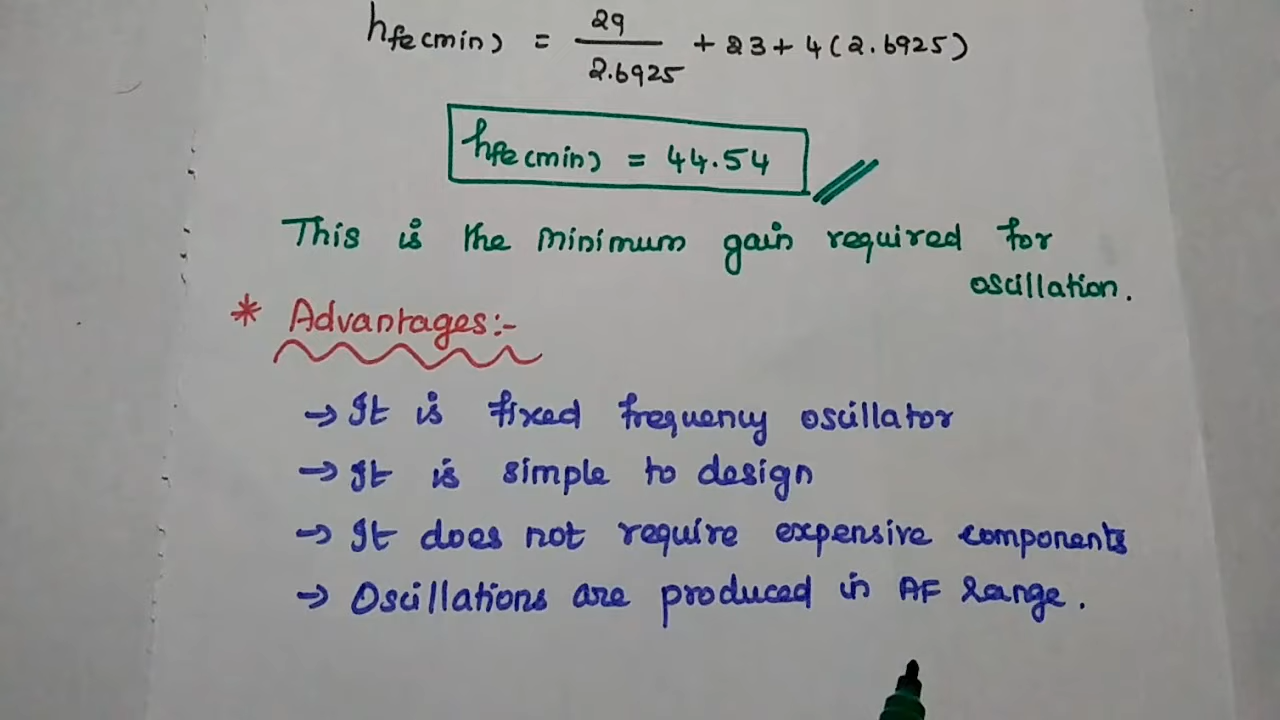 hfe(min) = 29/2.6925 + 23 + 4(2.6925)
hfe(min) = 44.54
This is the minimum gain required for
oscillation.
* Advantages:-
→ It is fixed frequency oscillator
→ It is simple to design
→ It does not require expensive components
→ Oscillations are produced in AF range.